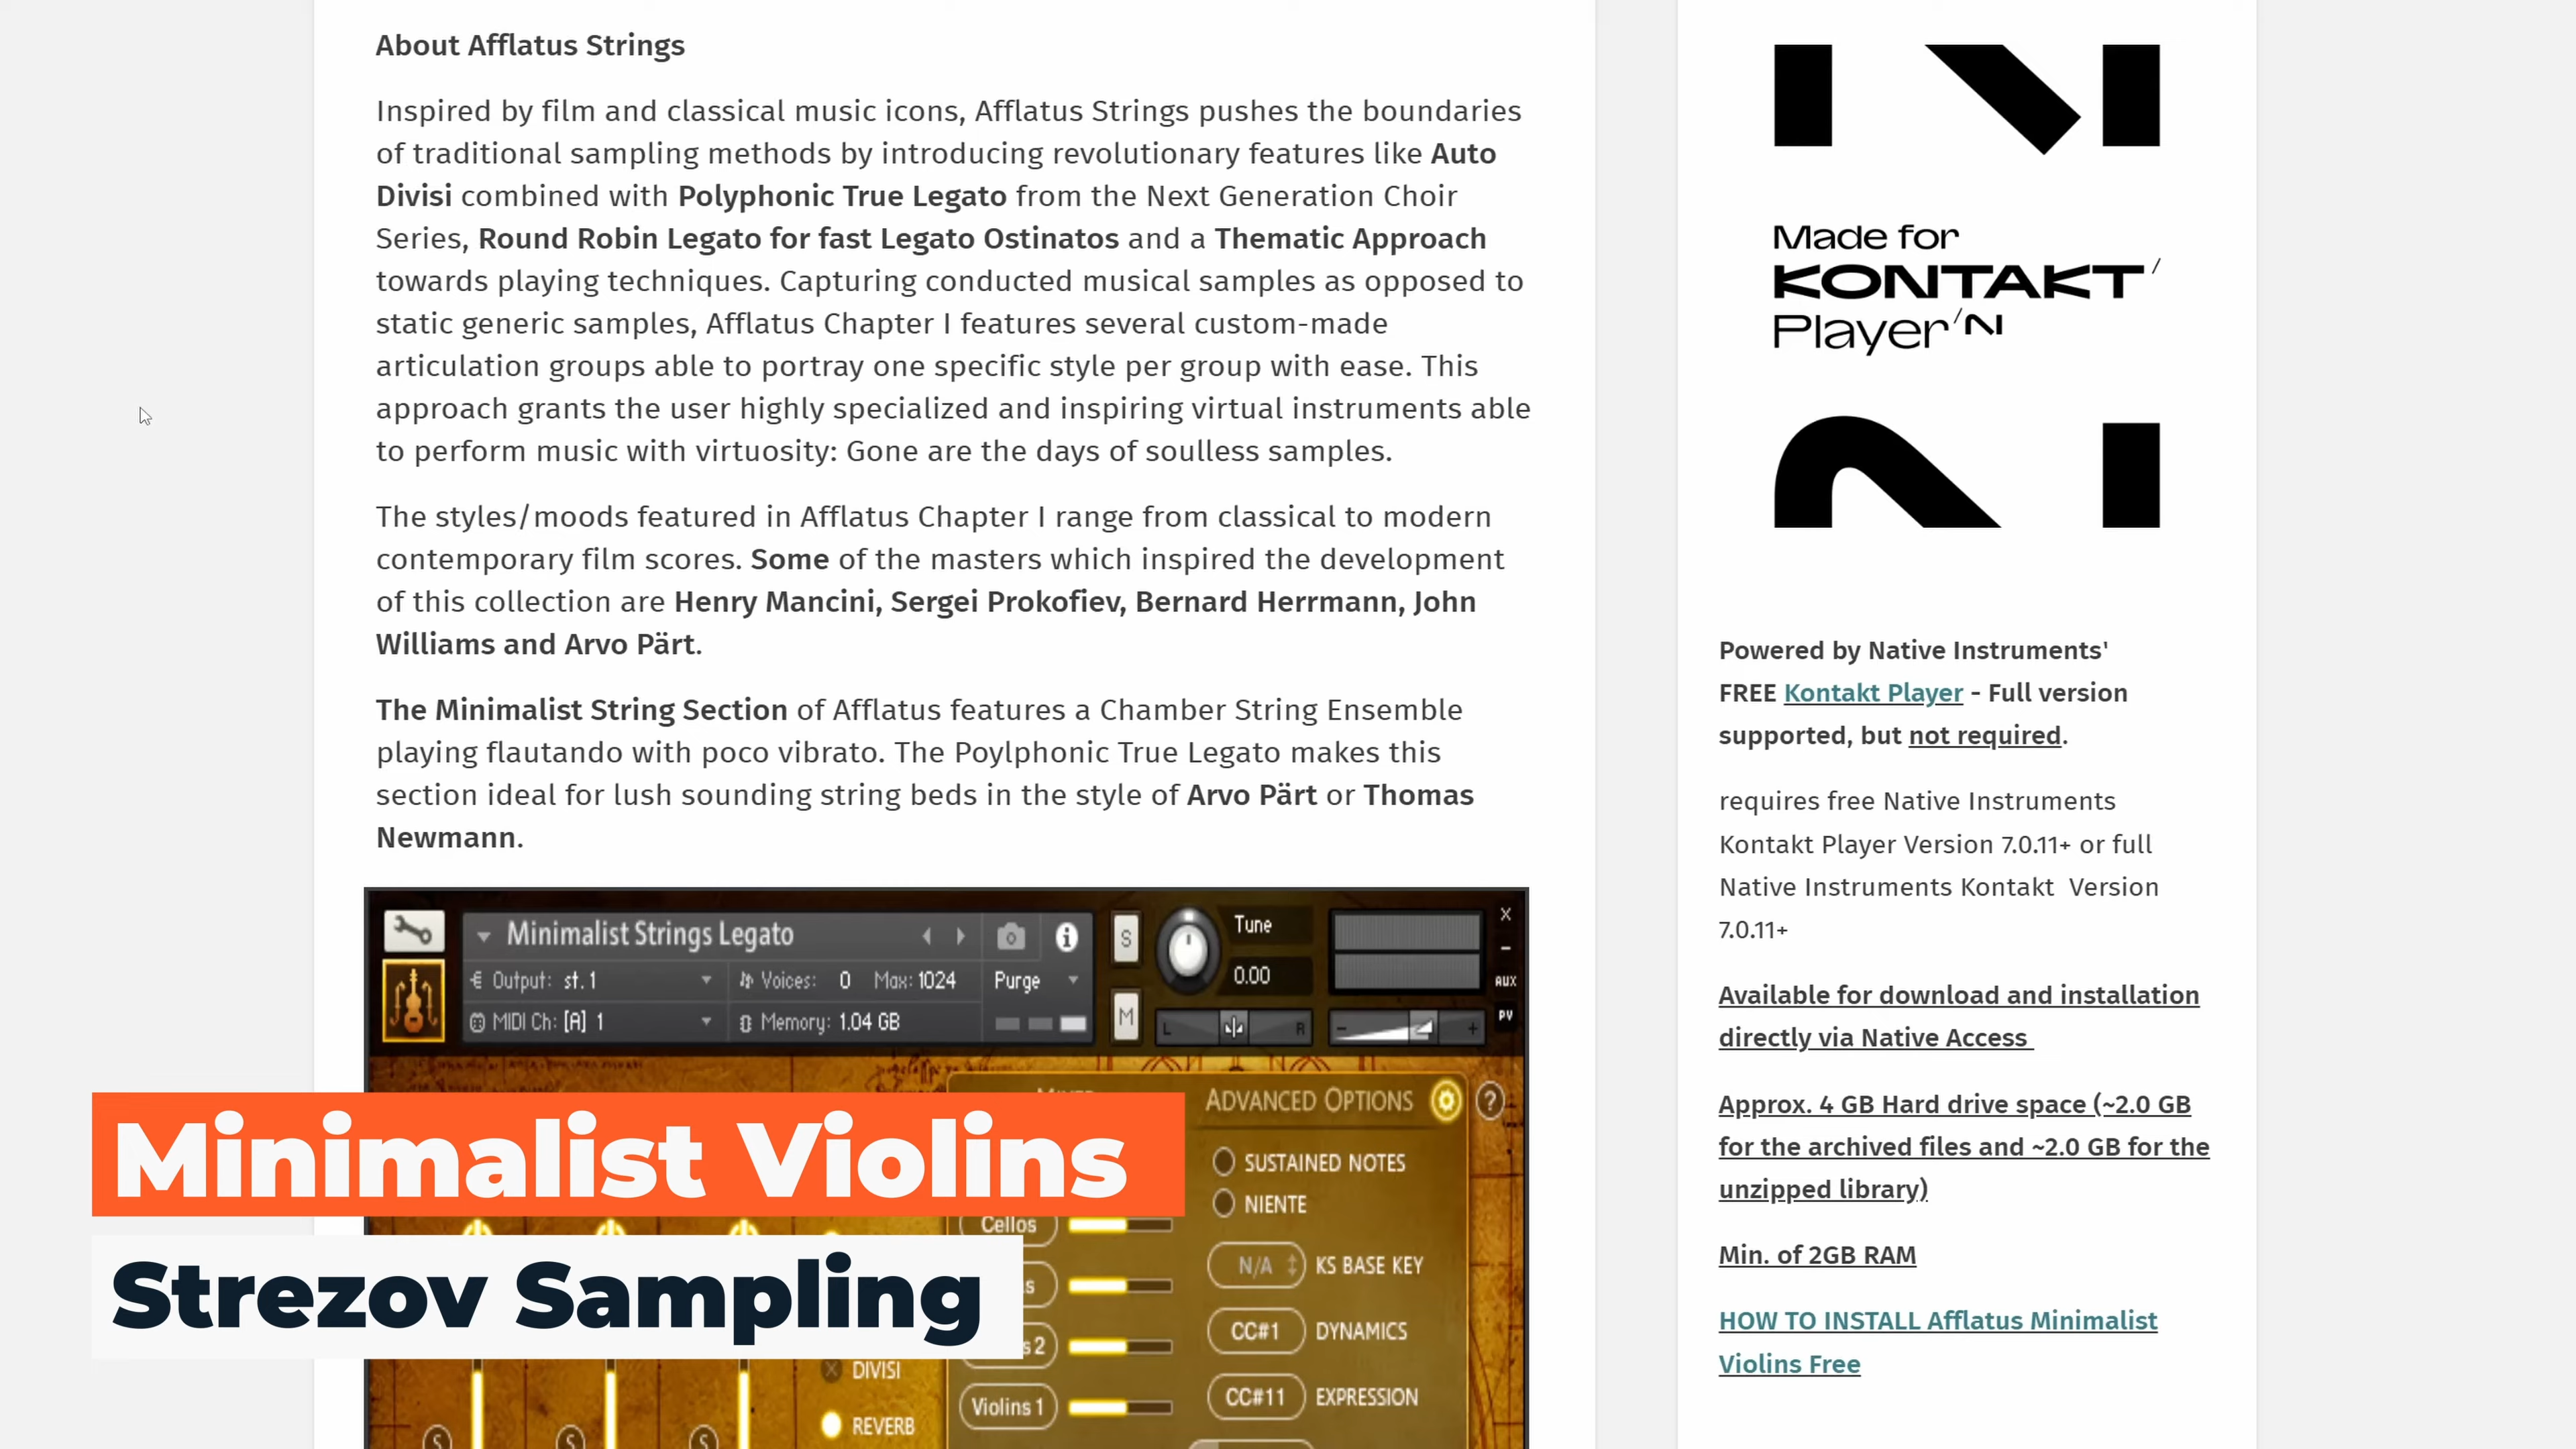 About Afflatus Strings
Inspired by film and classical music icons, Afflatus Strings pushes the boundaries
of traditional sampling methods by introducing revolutionary features like Auto
Divisi combined with Polyphonic True Legato from the Next Generation Choir
Series, Round Robin Legato for fast Legato Ostinatos and a Thematic Approach
towards playing techniques. Capturing conducted musical samples as opposed to
static generic samples, Afflatus Chapter I features several custom-made
articulation groups able to portray one specific style per group with ease. This
approach grants the user highly specialized and inspiring virtual instruments able
to perform music with virtuosity: Gone are the days of soulless samples.
The styles/moods featured in Afflatus Chapter I range from classical to modern
contemporary film scores. Some of the masters which inspired the development
of this collection are Henry Mancini, Sergei Prokofiev, Bernard Herrmann, John
Williams and Arvo Pärt.
The Minimalist String Section of Afflatus features a Chamber String Ensemble
playing flautando with poco vibrato. The Poylphonic True Legato makes this
section ideal for lush sounding string beds in the style of Arvo Pärt or Thomas
Newmann.
Minimalist Strings Legato
S
Tune
X
Output: st. 1
Voices: 0 Max: 1024
Purge
0.00
AUX
MIDI Ch: [A] 1
Memory: 1.04 GB
M
L
R
PV
ADVANCED OPTIONS
?
SUSTAINED NOTES
NIENTE
Cellos
N/A KS BASE KEY
s
CC#1 DYNAMICS
s 2
DIVISI
CC#11 EXPRESSION
Violins 1
REVERB
S
S
S
Minimalist Violins
Strezov Sampling
Made for
KONTAKT
Player
Powered by Native Instruments'
FREE Kontakt Player - Full version
supported, but not required.
requires free Native Instruments
Kontakt Player Version 7.0.11+ or full
Native Instruments Kontakt Version
7.0.11+
Available for download and installation
directly via Native Access
Approx. 4 GB Hard drive space (~2.0 GB
for the archived files and ~2.0 GB for the
unzipped library)
Min. of 2GB RAM
HOW TO INSTALL Afflatus Minimalist
Violins Free